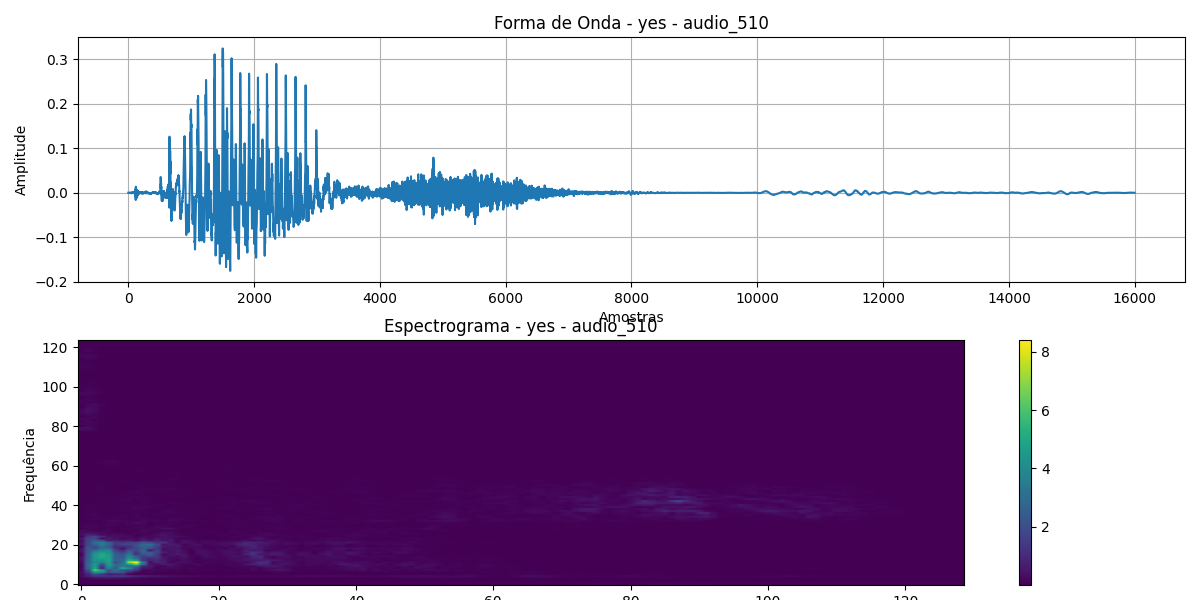 Forma de Onda - yes - audio_510
0.3
0.2
0.1
0.0
−0.1
−0.2
Amplitude
0 2000 4000 6000 8000 10000 12000 14000 16000
Amostras
Espectrograma - yes - audio_510
120
100
80
60
40
20
0
Frequência
0 20 40 60 80 100 120
8
6
4
2